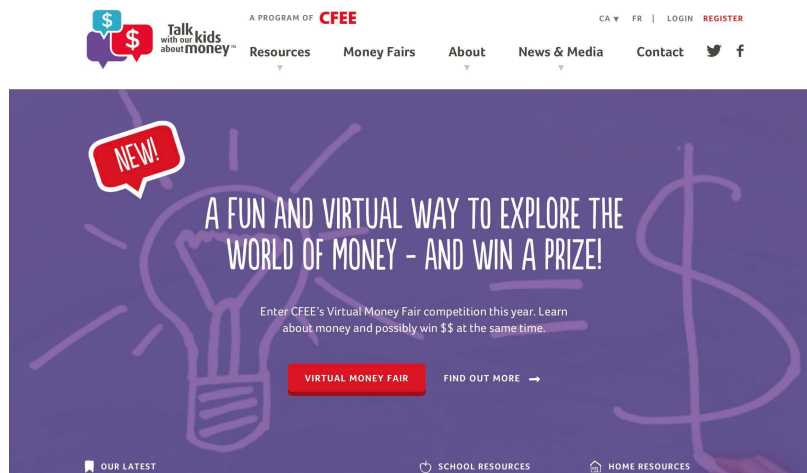 A PROGRAM OF CFEE
CA ▼ FR | LOGIN REGISTER
$
$
Talk
with our kids
about money™
Resources Money Fairs About News & Media Contact
NEW!
A FUN AND VIRTUAL WAY TO EXPLORE THE
WORLD OF MONEY - AND WIN A PRIZE!
Enter CFEE's Virtual Money Fair competition this year. Learn
about money and possibly win $$ at the same time.
VIRTUAL MONEY FAIR FIND OUT MORE →
OUR LATEST SCHOOL RESOURCES HOME RESOURCES